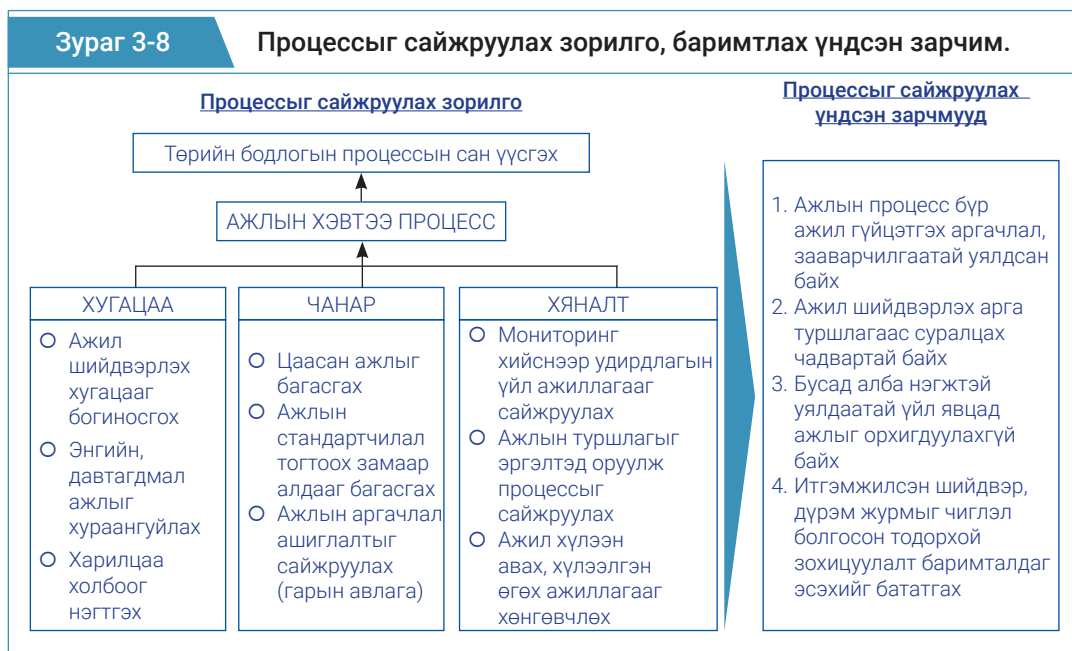 Зураг 3-8
Процессыг сайжруулах зорилго, баримтлах үндсэн зарчим.
Процессыг сайжруулах зорилго
Төрийн бодлогын процессын сан үүсгэх
АЖЛЫН ХЭВТЭЭ ПРОЦЕСС
ХУГАЦАА
Ажил
шийдвэрлэх
хугацааг
богиносгох
Энгийн,
давтагдмал
ажлыг
хураангуйлах
Харилцаа
холбоог
нэгтгэх
ЧАНАР
Цаасан ажлыг
багасгах
Ажлын
стандартчилал
тогтоох замаар
алдааг багасгах
Ажлын аргачлал
ашиглалтыг
сайжруулах
(гарын авлага)
ХЯНАЛТ
Мониторинг
хийснээр удирдлагын
үйл ажиллагааг
сайжруулах
Ажлын туршлагыг
эргэлтэд оруулж
процессыг
сайжруулах
Ажил хүлээн
авах, хүлээлгэн
өгөх ажиллагааг
хөнгөвчлөх
Процессыг сайжруулах
үндсэн зарчмууд
1. Ажлын процесс бүр
ажил гүйцэтгэх аргачлал,
зааварчилгаатай уялдсан
байх
2. Ажил шийдвэрлэх арга
туршлагаас суралцах
чадвартай байх
3. Бусад алба нэгжтэй
уялдаатай үйл явцад
ажлыг орхигдуулахгүй
байх
4. Итгэмжилсэн шийдвэр,
дүрэм журмыг чиглэл
болгосон тодорхой
зохицуулалт баримталдаг
эсэхийг бататгах